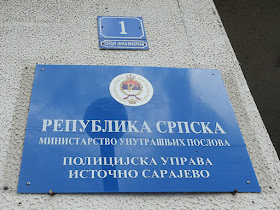 1
РЕПУБЛИКА СРПСКА
МИНИСТАРСТВО УНУТРАШЊИХ ПОСЛОВА
ПОЛИЦИЈСКА УПРАВА
ИСТОЧНО САРАЈЕВО